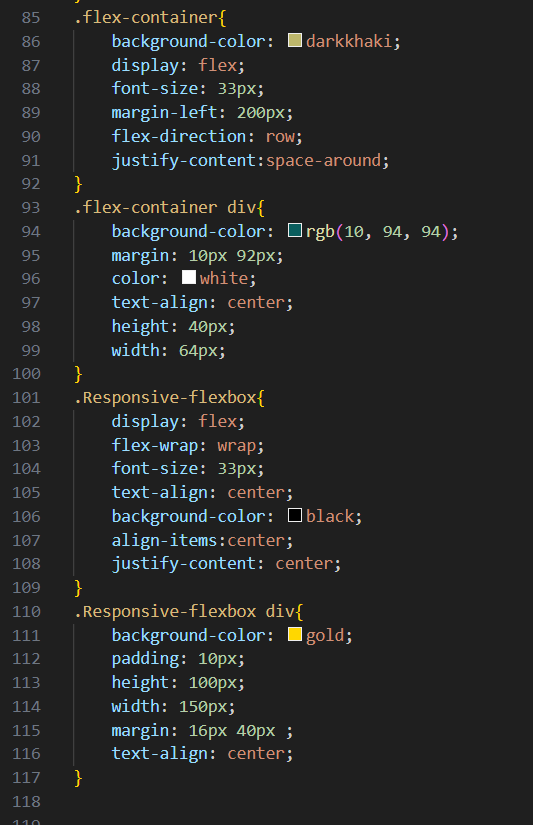 85 .flex-container{
86 background-color: darkkhaki;
87 display: flex;
88 font-size: 33px;
89 margin-left: 200px;
90 flex-direction: row;
91 justify-content:space-around;
92 }
93 .flex-container div{
94 background-color: rgb(10, 94, 94);
95 margin: 10px 92px;
96 color: white;
97 text-align: center;
98 height: 40px;
99 width: 64px;
100 }
101 .Responsive-flexbox{
102 display: flex;
103 flex-wrap: wrap;
104 font-size: 33px;
105 text-align: center;
106 background-color: black;
107 align-items:center;
108 justify-content: center;
109 }
110 .Responsive-flexbox div{
111 background-color: gold;
112 padding: 10px;
113 height: 100px;
114 width: 150px;
115 margin: 16px 40px ;
116 text-align: center;
117 }
118